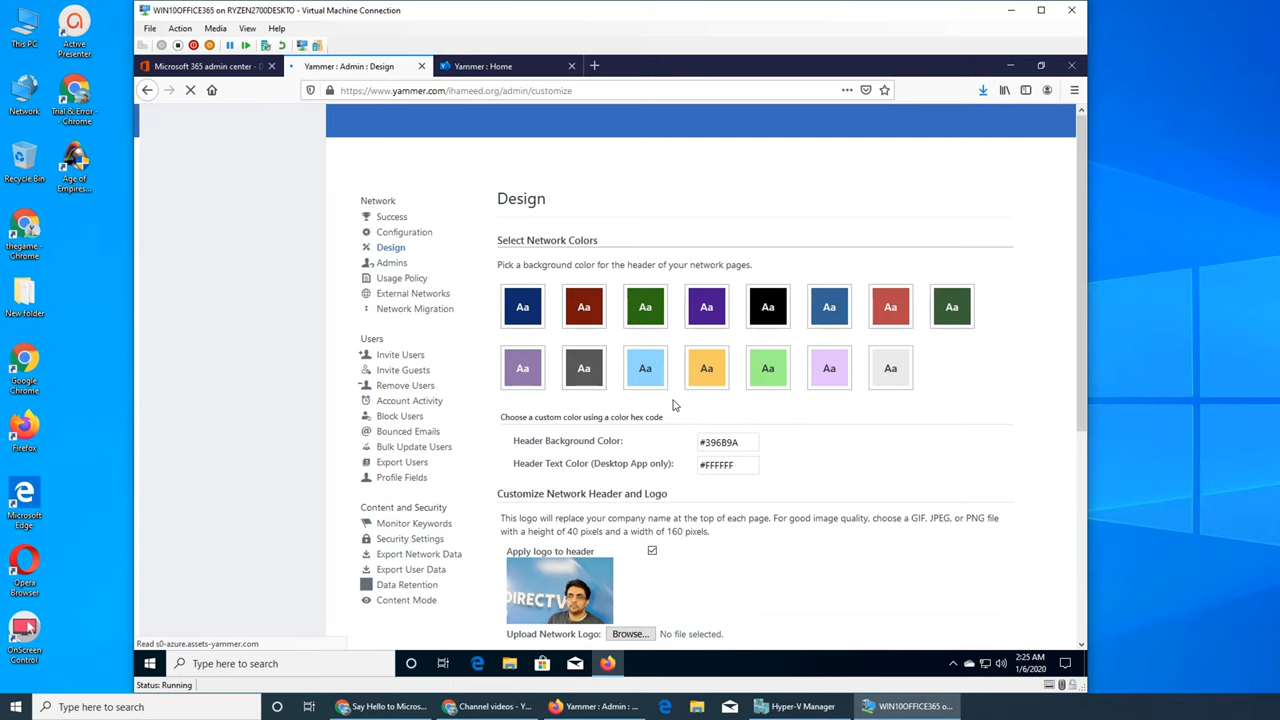 WIN10OFFICE365 on RYZEN2700DESKTO - Virtual Machine Connection
File Action Media View Help
Microsoft 365 admin center - D
Yammer : Admin : Design
Yammer : Home
https://www.yammer.com/ihameed.org/admin/customize
This PC
Active
Presenter
Network
Trial & Error -
- Chrome
Recycle Bin
Age of
Empires...
thegame -
Chrome
New folder
Google
Chrome
Firefox
Microsoft
Edge
Opera
Browser
OnScreen
Control
Network
Success
Configuration
Design
Admins
Usage Policy
External Networks
Network Migration
Users
Invite Users
Invite Guests
Remove Users
Account Activity
Block Users
Bounced Emails
Bulk Update Users
Export Users
Profile Fields
Content and Security
Monitor Keywords
Security Settings
Export Network Data
Export User Data
Data Retention
Content Mode
Design
Select Network Colors
Pick a background color for the header of your network pages.
Aa Aa Aa Aa Aa Aa Aa Aa
Aa Aa Aa Aa Aa Aa Aa
Choose a custom color using a color hex code
Header Background Color: #396B9A
Header Text Color (Desktop App only): #FFFFFF
Customize Network Header and Logo
This logo will replace your company name at the top of each page. For good image quality, choose a GIF, JPEG, or PNG file
with a height of 40 pixels and a width of 160 pixels.
Apply logo to header
DIRECTV
Upload Network Logo: Browse... No file selected.
Read s0-azure.assets-yammer.com
Type here to search
2:25 AM
1/6/2020
Status: Running
Type here to search
Say Hello to Micros...
Channel videos - Y...
Yammer : Admin : ...
Hyper-V Manager
WIN10OFFICE365 o...